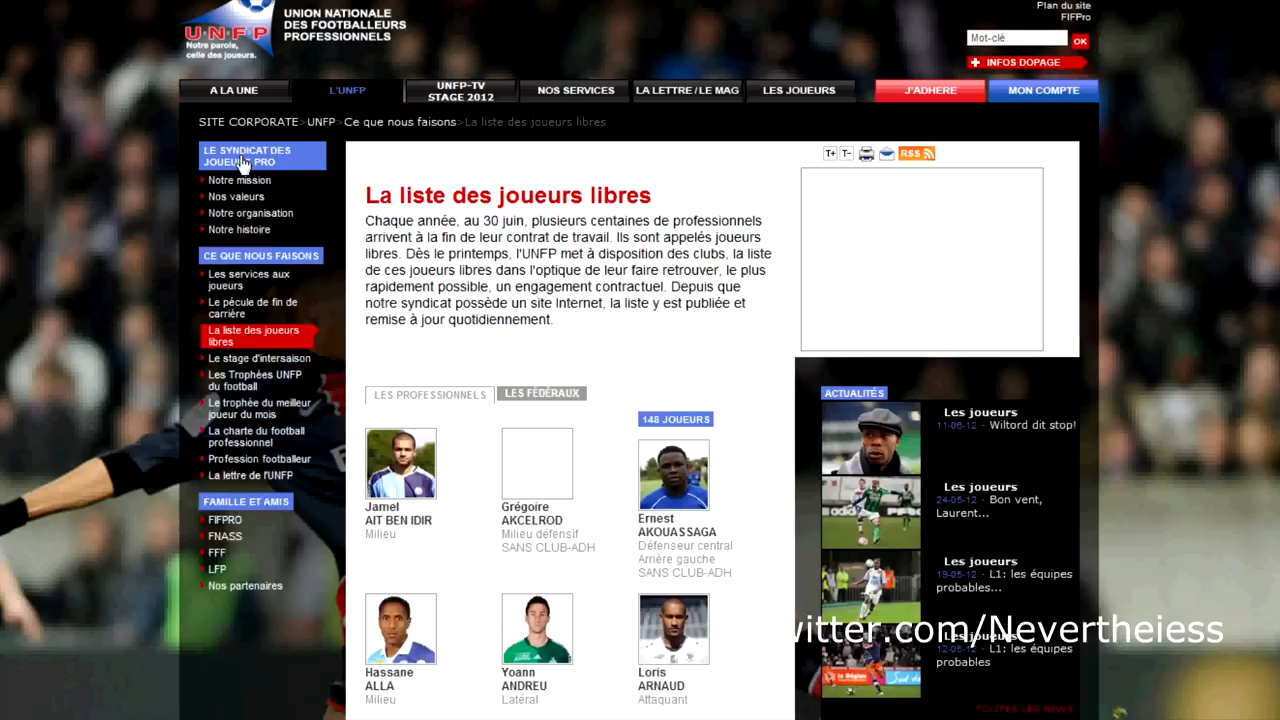 UNFP
Notre parole,
celle des joueurs.
UNION NATIONALE
DES FOOTBALLEURS
PROFESSIONNELS
Plan du site
FIFPro
Mot-clé
OK
INFOS DOPAGE
A LA UNE
L'UNFP
UNFP-TV
STAGE 2012
NOS SERVICES
LA LETTRE / LE MAG
LES JOUEURS
J'ADHERE
MON COMPTE
SITE CORPORATE>UNFP>Ce que nous faisons>La liste des joueurs libres
LE SYNDICAT DES
JOUEURS PRO
Notre mission
Nos valeurs
Notre organisation
Notre histoire
CE QUE NOUS FAISONS
Les services aux
joueurs
Le pécule de fin de
carrière
La liste des joueurs
libres
Le stage d'intersaison
Les Trophées UNFP
du football
Le trophée du meilleur
joueur du mois
La charte du football
professionnel
Profession footballeur
La lettre de l'UNFP
FAMILLE ET AMIS
FIFPRO
FNASS
FFF
LFP
Nos partenaires
T+
T-
RSS
La liste des joueurs libres
Chaque année, au 30 juin, plusieurs centaines de professionnels
arrivent à la fin de leur contrat de travail. Ils sont appelés joueurs
libres. Dès le printemps, l'UNFP met à disposition des clubs, la liste
de ces joueurs libres dans l'optique de leur faire retrouver, le plus
rapidement possible, un engagement contractuel. Depuis que
notre syndicat possède un site Internet, la liste y est publiée et
remise à jour quotidiennement.
LES PROFESSIONNELS
LES FÉDÉRAUX
148 JOUEURS
Jamel
AIT BEN IDIR
Milieu
Grégoire
AKCELROD
Milieu défensif
SANS CLUB-ADH
Ernest
AKOUASSAGA
Défenseur central
Arrière gauche
SANS CLUB-ADH
Hassane
ALLA
Milieu
Yoann
ANDREU
Latéral
Loris
ARNAUD
Attaquant
ACTUALITÉS
Les joueurs
11-06-12 · Wiltord dit stop!
Les joueurs
24-05-12 · Bon vent,
Laurent...
Les joueurs
19-05-12 · L1: les équipes
probables...
Les joueurs
12-05-12 · L1: les équipes
probables
TOUTES LES NEWS
witter.com/Nevertheiess